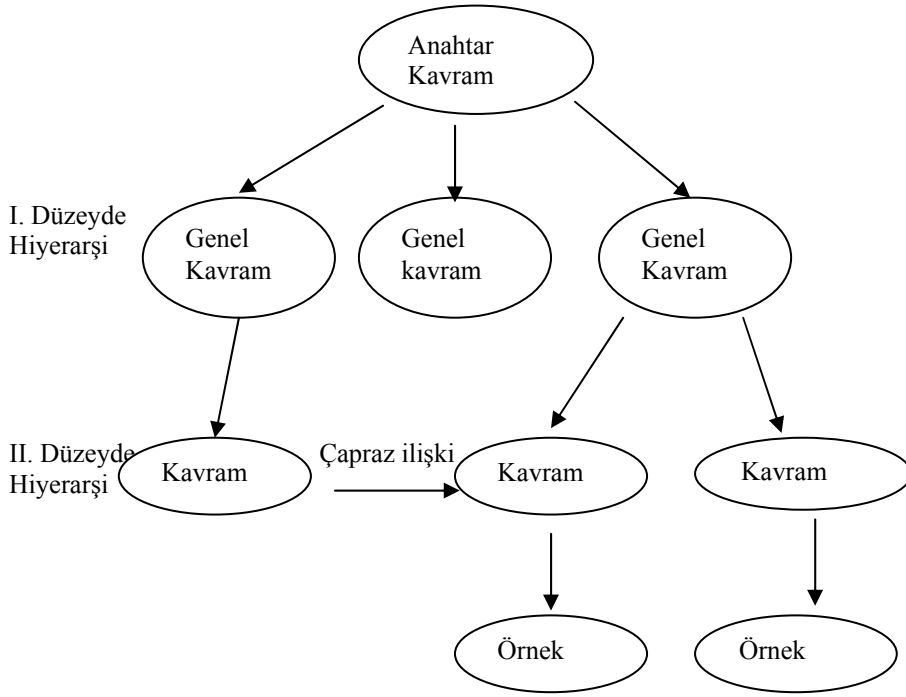 Anahtar
Kavram
I. Düzeyde
Hiyerarşi
Genel
Kavram
Genel
kavram
Genel
Kavram
II. Düzeyde
Hiyerarşi
Kavram
Çapraz ilişki
Kavram
Kavram
Örnek
Örnek